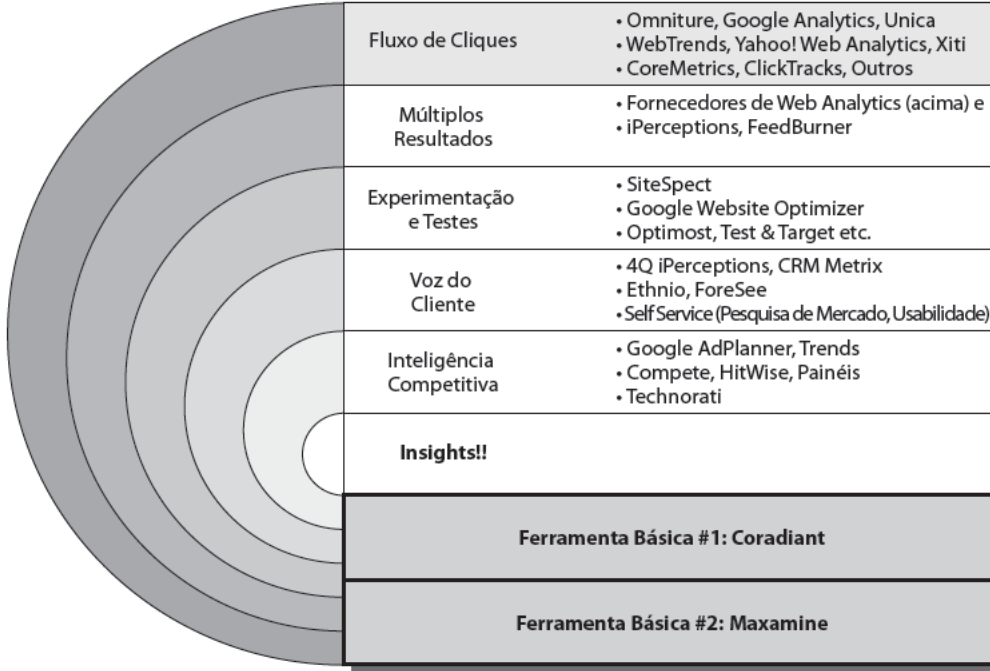 Fluxo de Cliques
• Omniture, Google Analytics, Unica
• WebTrends, Yahoo! Web Analytics, Xiti
• CoreMetrics, ClickTracks, Outros
Múltiplos
Resultados
• Fornecedores de Web Analytics (acima) e
• iPerceptions, FeedBurner
Experimentação
e Testes
• SiteSpect
• Google Website Optimizer
• Optimost, Test & Target etc.
Voz do
Cliente
• 4Q iPerceptions, CRM Metrix
• Ethnio, ForeSee
• Self Service (Pesquisa de Mercado, Usabilidade)
Inteligência
Competitiva
• Google AdPlanner, Trends
• Compete, HitWise, Painéis
• Technorati
Insights!!
Ferramenta Básica #1: Coradiant
Ferramenta Básica #2: Maxamine